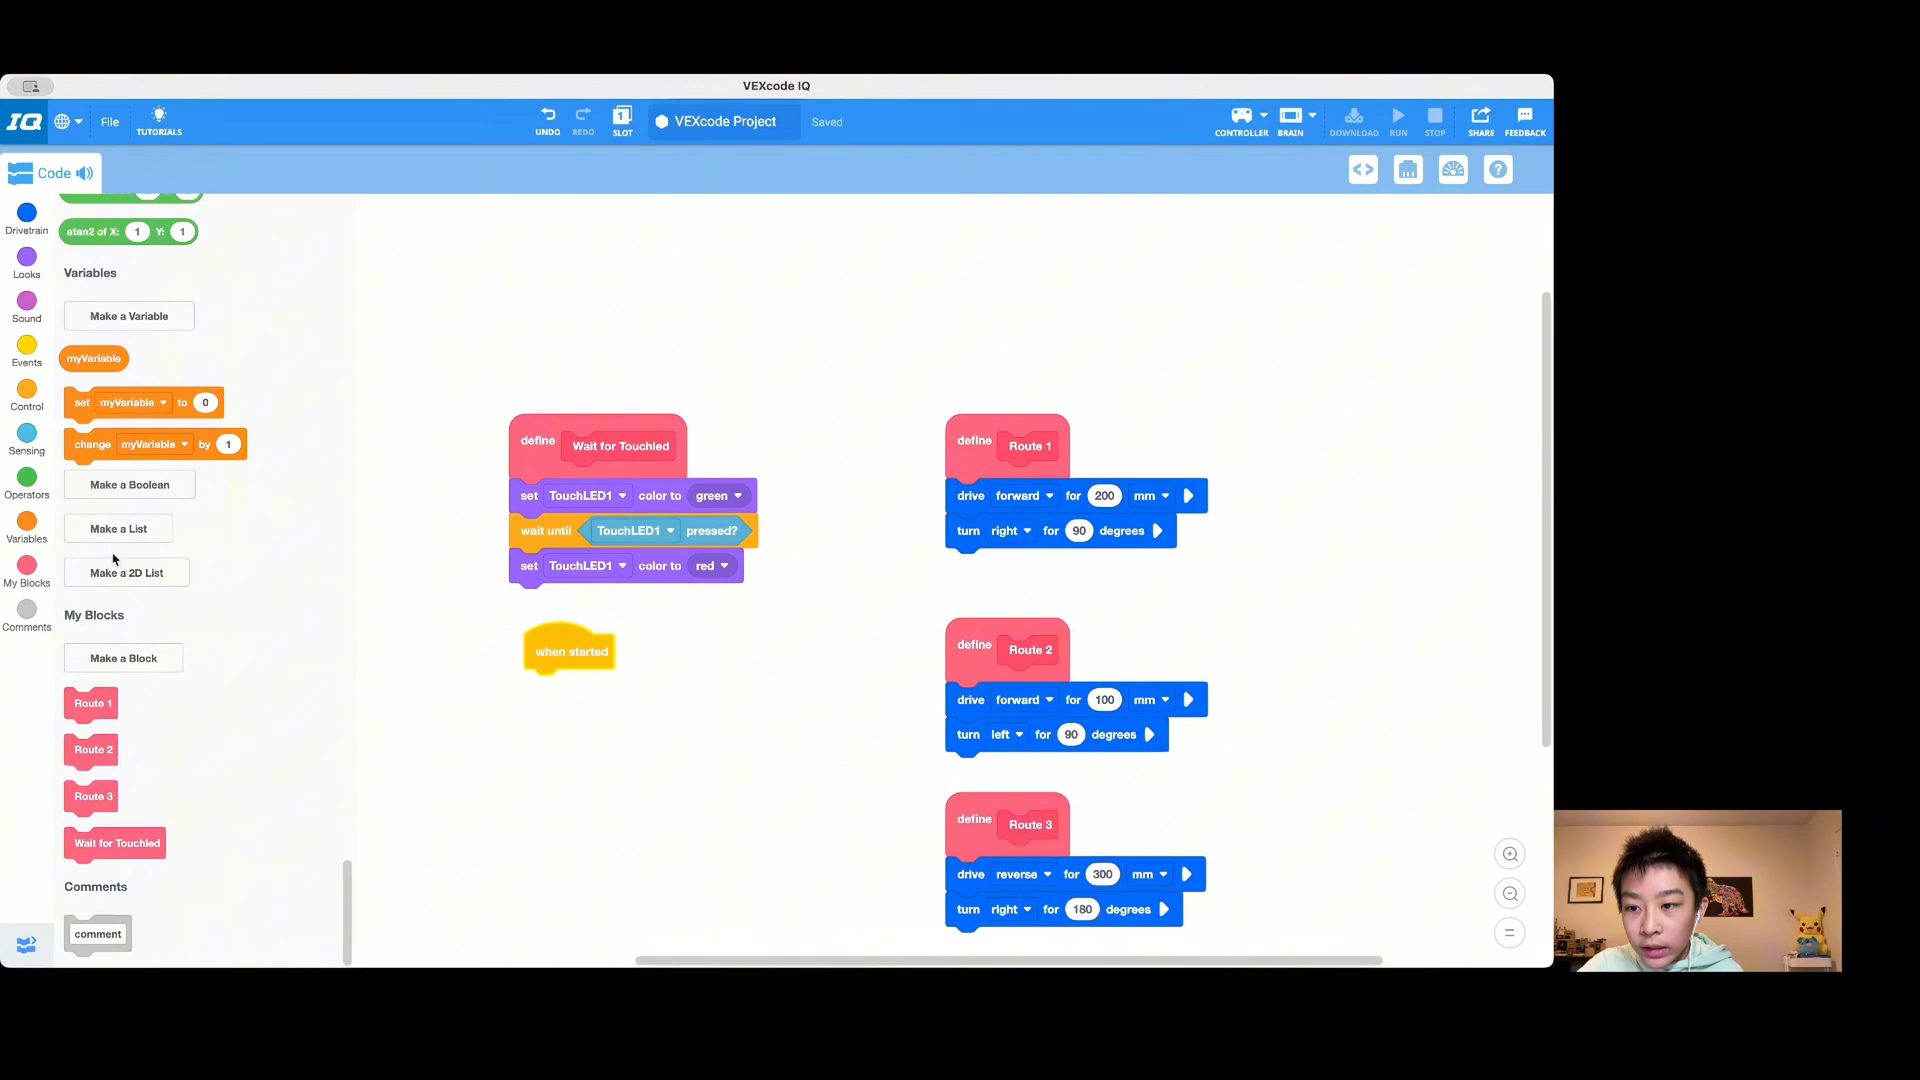 VEXcode IQ
IQ
File
TUTORIALS
UNDO
REDO
1
SLOT
VEXcode Project
Saved
CONTROLLER
BRAIN
DOWNLOAD
RUN
STOP
SHARE
FEEDBACK
Code
Drivetrain
Looks
Sound
Events
Control
Sensing
Operators
Variables
My Blocks
Comments
atan2 of X: 1 Y: 1
Variables
Make a Variable
myVariable
set myVariable to 0
change myVariable by 1
Make a Boolean
Make a List
Make a 2D List
My Blocks
Make a Block
Route 1
Route 2
Route 3
Wait for Touchled
Comments
comment
define Wait for Touchled
set TouchLED1 color to green
wait until TouchLED1 pressed?
set TouchLED1 color to red
when started
define Route 1
drive forward for 200 mm
turn right for 90 degrees
define Route 2
drive forward for 100 mm
turn left for 90 degrees
define Route 3
drive reverse for 300 mm
turn right for 180 degrees